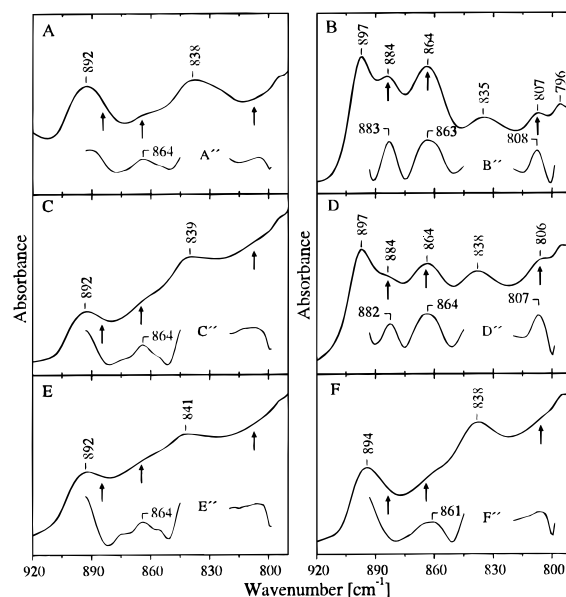 A
892
838
864
A´´
B
897
884
864
835
807
796
883
863
808
B´´
C
892
839
864
C´´
D
897
884
864
838
806
882
864
807
D´´
E
892
841
864
E´´
F
894
838
861
F´´
Absorbance
Absorbance
920 890 860 830 800
920 890 860 830 800
Wavenumber [cm⁻¹]